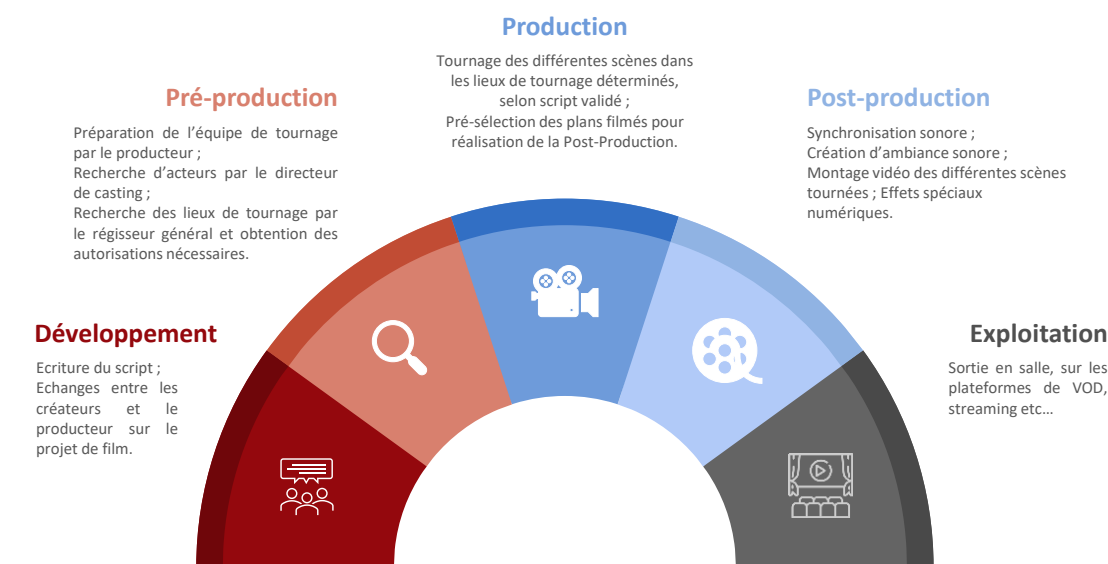 Développement
Ecriture du script ;
Echanges entre les
créateurs et le
producteur sur le
projet de film.
Pré-production
Préparation de l'équipe de tournage
par le producteur ;
Recherche d'acteurs par le directeur
de casting ;
Recherche des lieux de tournage par
le régisseur général et obtention des
autorisations nécessaires.
Production
Tournage des différentes scènes dans
les lieux de tournage déterminés,
selon script validé ;
Pré-sélection des plans filmés pour
réalisation de la Post-Production.
Post-production
Synchronisation sonore ;
Création d'ambiance sonore ;
Montage vidéo des différentes scènes
tournées ; Effets spéciaux
numériques.
Exploitation
Sortie en salle, sur les
plateformes de VOD,
streaming etc…